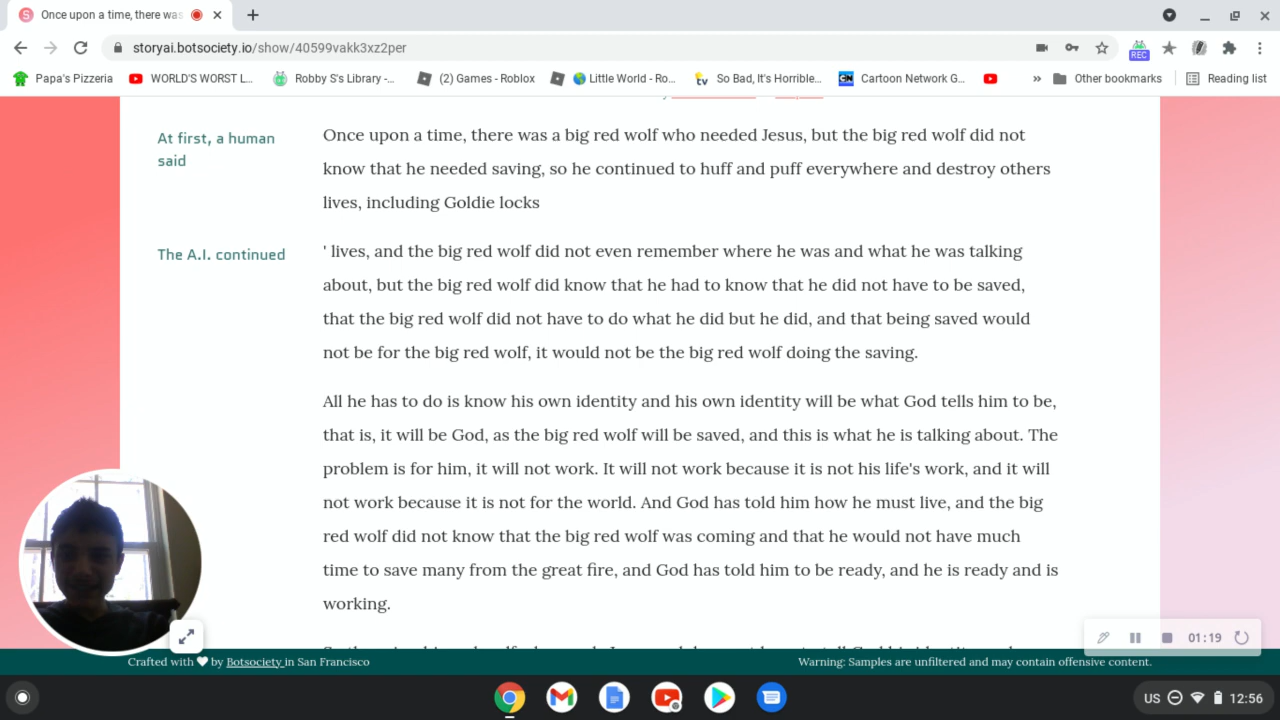 Once upon a time, there was
storyai.botsociety.io/show/40599vakk3xz2per
REC
Papa's Pizzeria
WORLD'S WORST L...
Robby S's Library -...
(2) Games - Roblox
Little World - Ro...
tv
So Bad, It's Horrible...
CN
Cartoon Network G...
»
Other bookmarks
Reading list
At first, a human
said
Once upon a time, there was a big red wolf who needed Jesus, but the big red wolf did not
know that he needed saving, so he continued to huff and puff everywhere and destroy others
lives, including Goldie locks
The A.I. continued
' lives, and the big red wolf did not even remember where he was and what he was talking
about, but the big red wolf did know that he had to know that he did not have to be saved,
that the big red wolf did not have to do what he did but he did, and that being saved would
not be for the big red wolf, it would not be the big red wolf doing the saving.
All he has to do is know his own identity and his own identity will be what God tells him to be,
that is, it will be God, as the big red wolf will be saved, and this is what he is talking about. The
problem is for him, it will not work. It will not work because it is not his life's work, and it will
not work because it is not for the world. And God has told him how he must live, and the big
red wolf did not know that the big red wolf was coming and that he would not have much
time to save many from the great fire, and God has told him to be ready, and he is ready and is
working.
01:19
Crafted with by Botsociety in San Francisco
Warning: Samples are unfiltered and may contain offensive content.
US
12:56